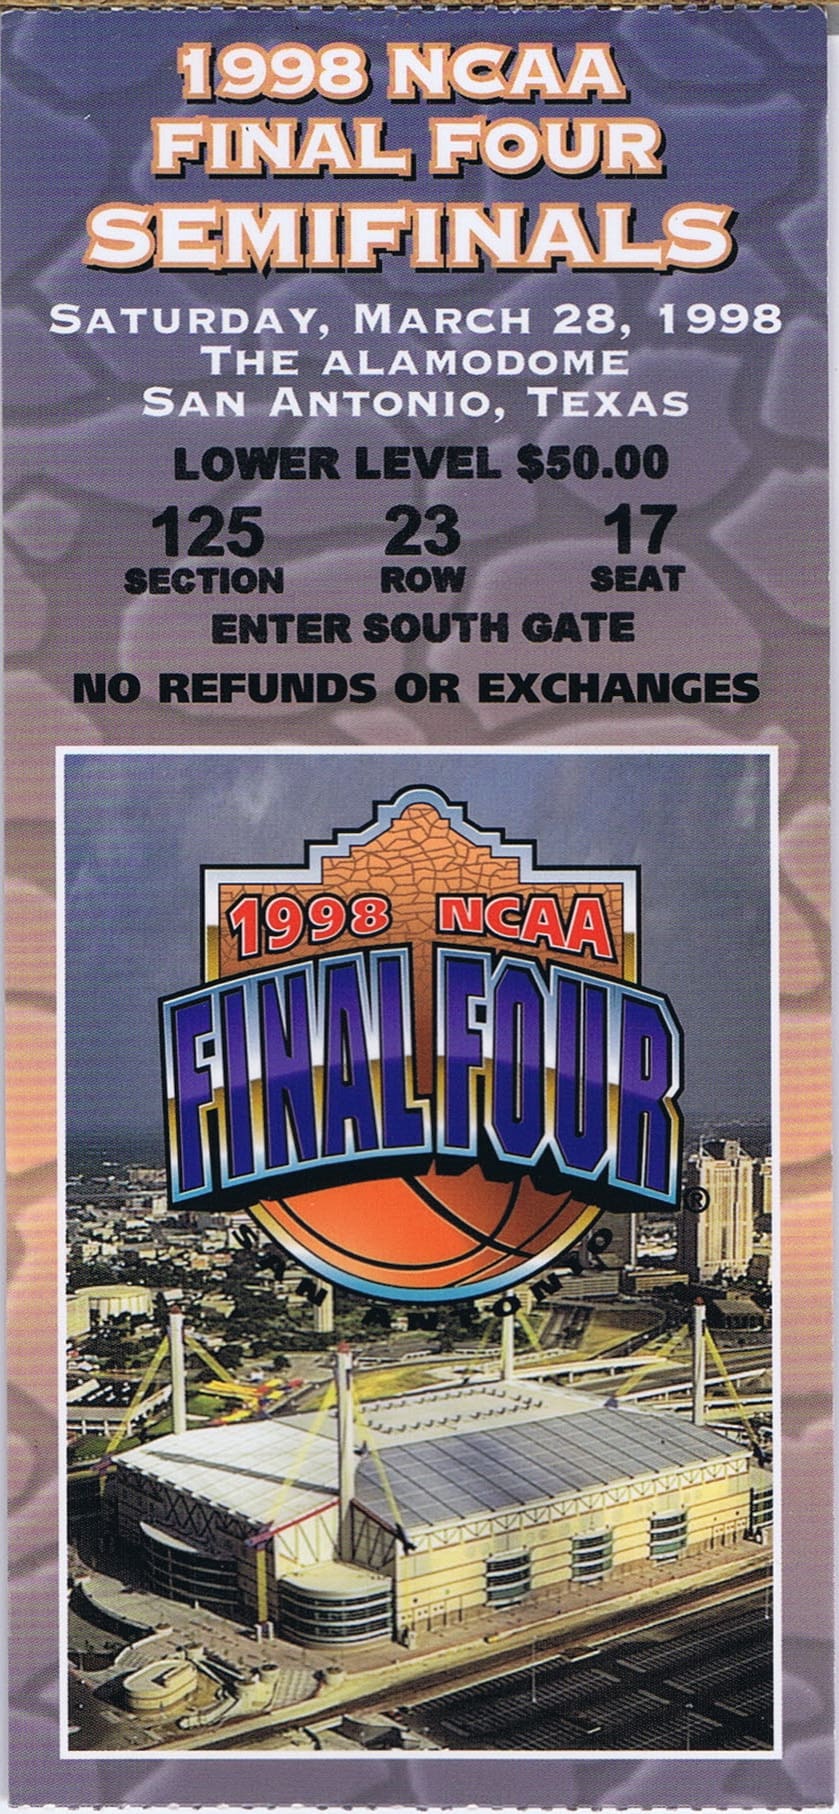 1998 NCAA
FINAL FOUR
SEMIFINALS
SATURDAY, MARCH 28, 1998
THE ALAMODOME
SAN ANTONIO, TEXAS
LOWER LEVEL $50.00
125 23 17
SECTION ROW SEAT
ENTER SOUTH GATE
NO REFUNDS OR EXCHANGES
1998 NCAA
FINAL FOUR
®
SAN ANTONIO